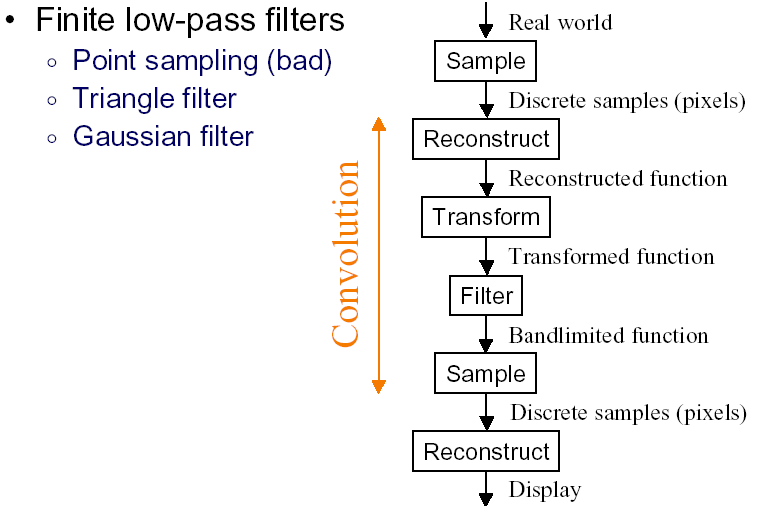 • Finite low-pass filters
○ Point sampling (bad)
○ Triangle filter
○ Gaussian filter
Convolution
Real world
Sample
Discrete samples (pixels)
Reconstruct
Reconstructed function
Transform
Transformed function
Filter
Bandlimited function
Sample
Discrete samples (pixels)
Reconstruct
Display